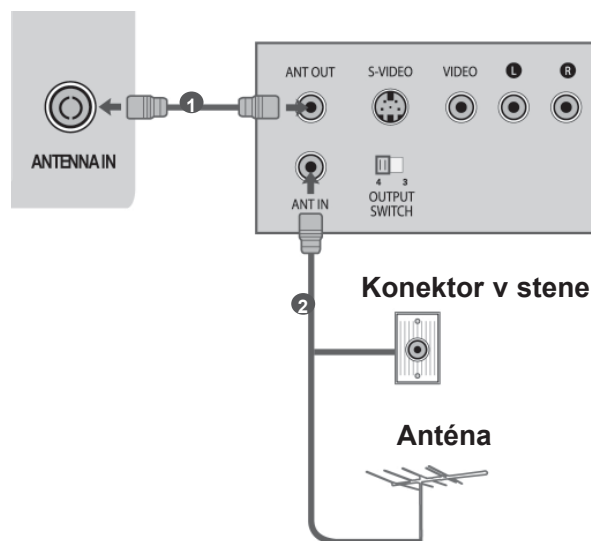 ANTENNA IN
1
ANT OUT
S-VIDEO
VIDEO
L
R
ANT IN
4 3
OUTPUT
SWITCH
2
Konektor v stene
Anténa